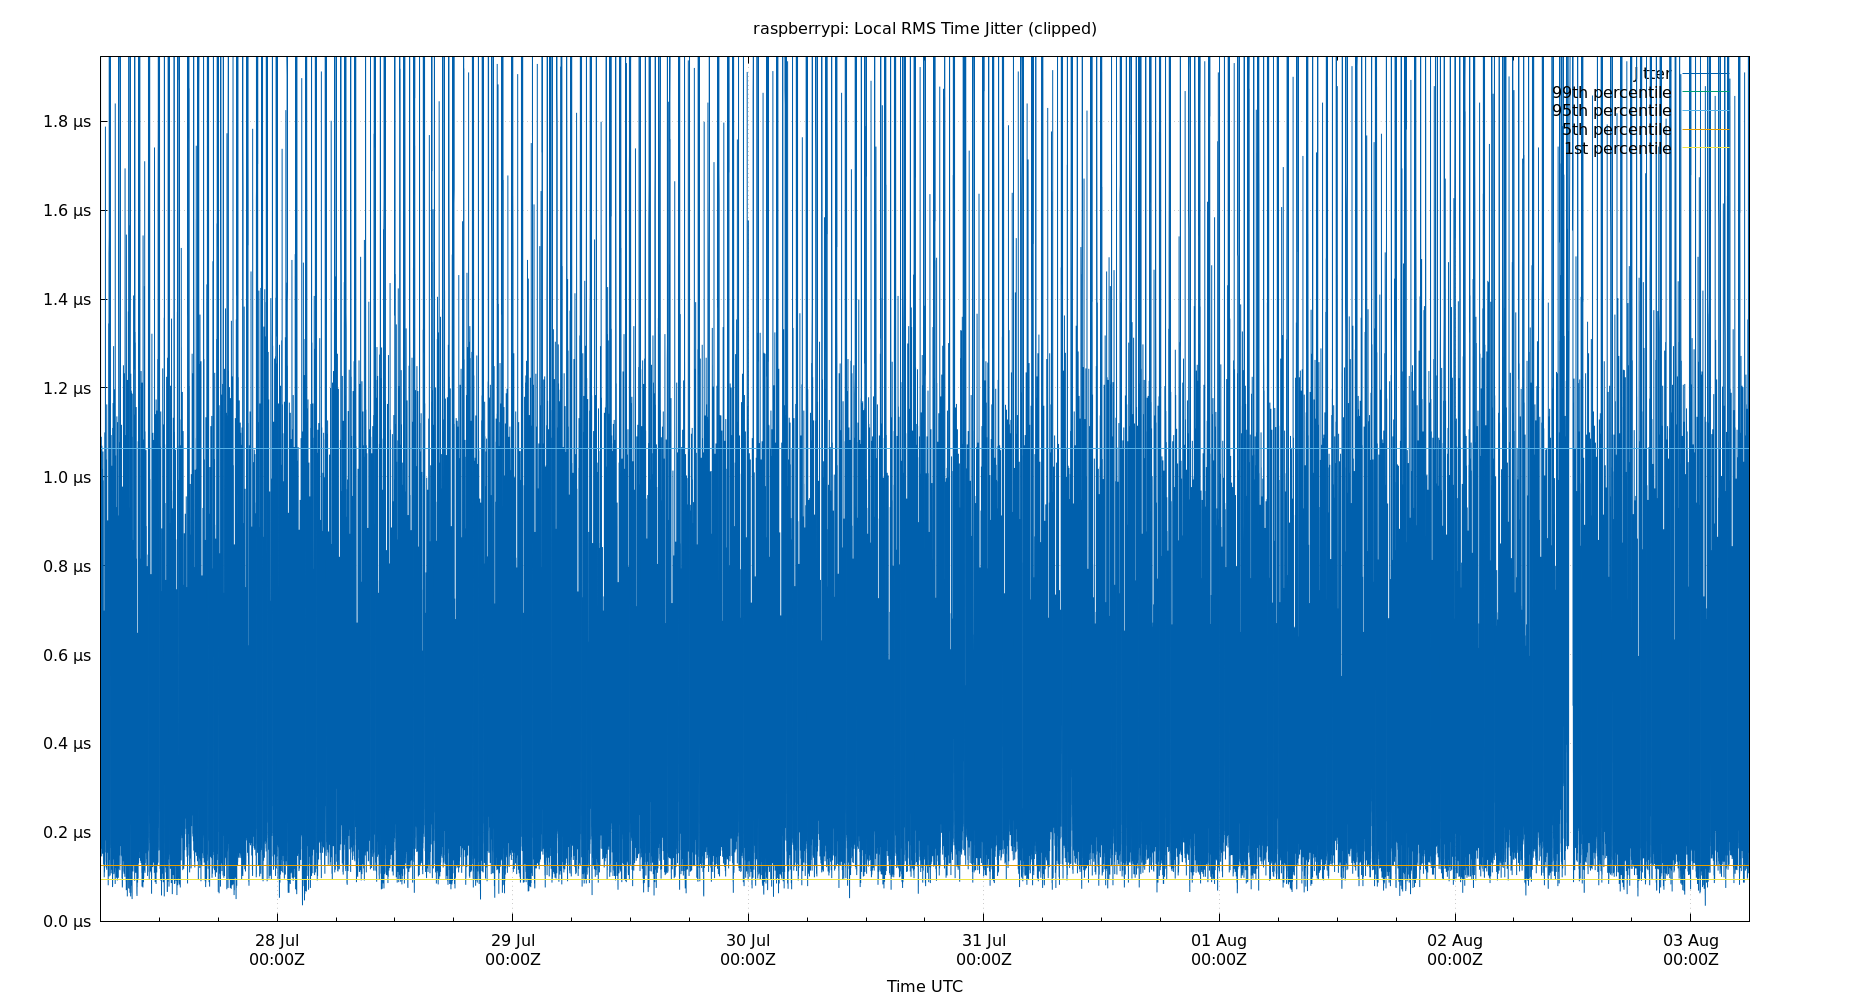 raspberrypi: Local RMS Time Jitter (clipped)
jitter
99th percentile
95th percentile
5th percentile
1st percentile
1.8 µs
1.6 µs
1.4 µs
1.2 µs
1.0 µs
0.8 µs
0.6 µs
0.4 µs
0.2 µs
0.0 µs
28 Jul 29 Jul 30 Jul 31 Jul 01 Aug 02 Aug 03 Aug
00:00Z 00:00Z 00:00Z 00:00Z 00:00Z 00:00Z 00:00Z
Time UTC